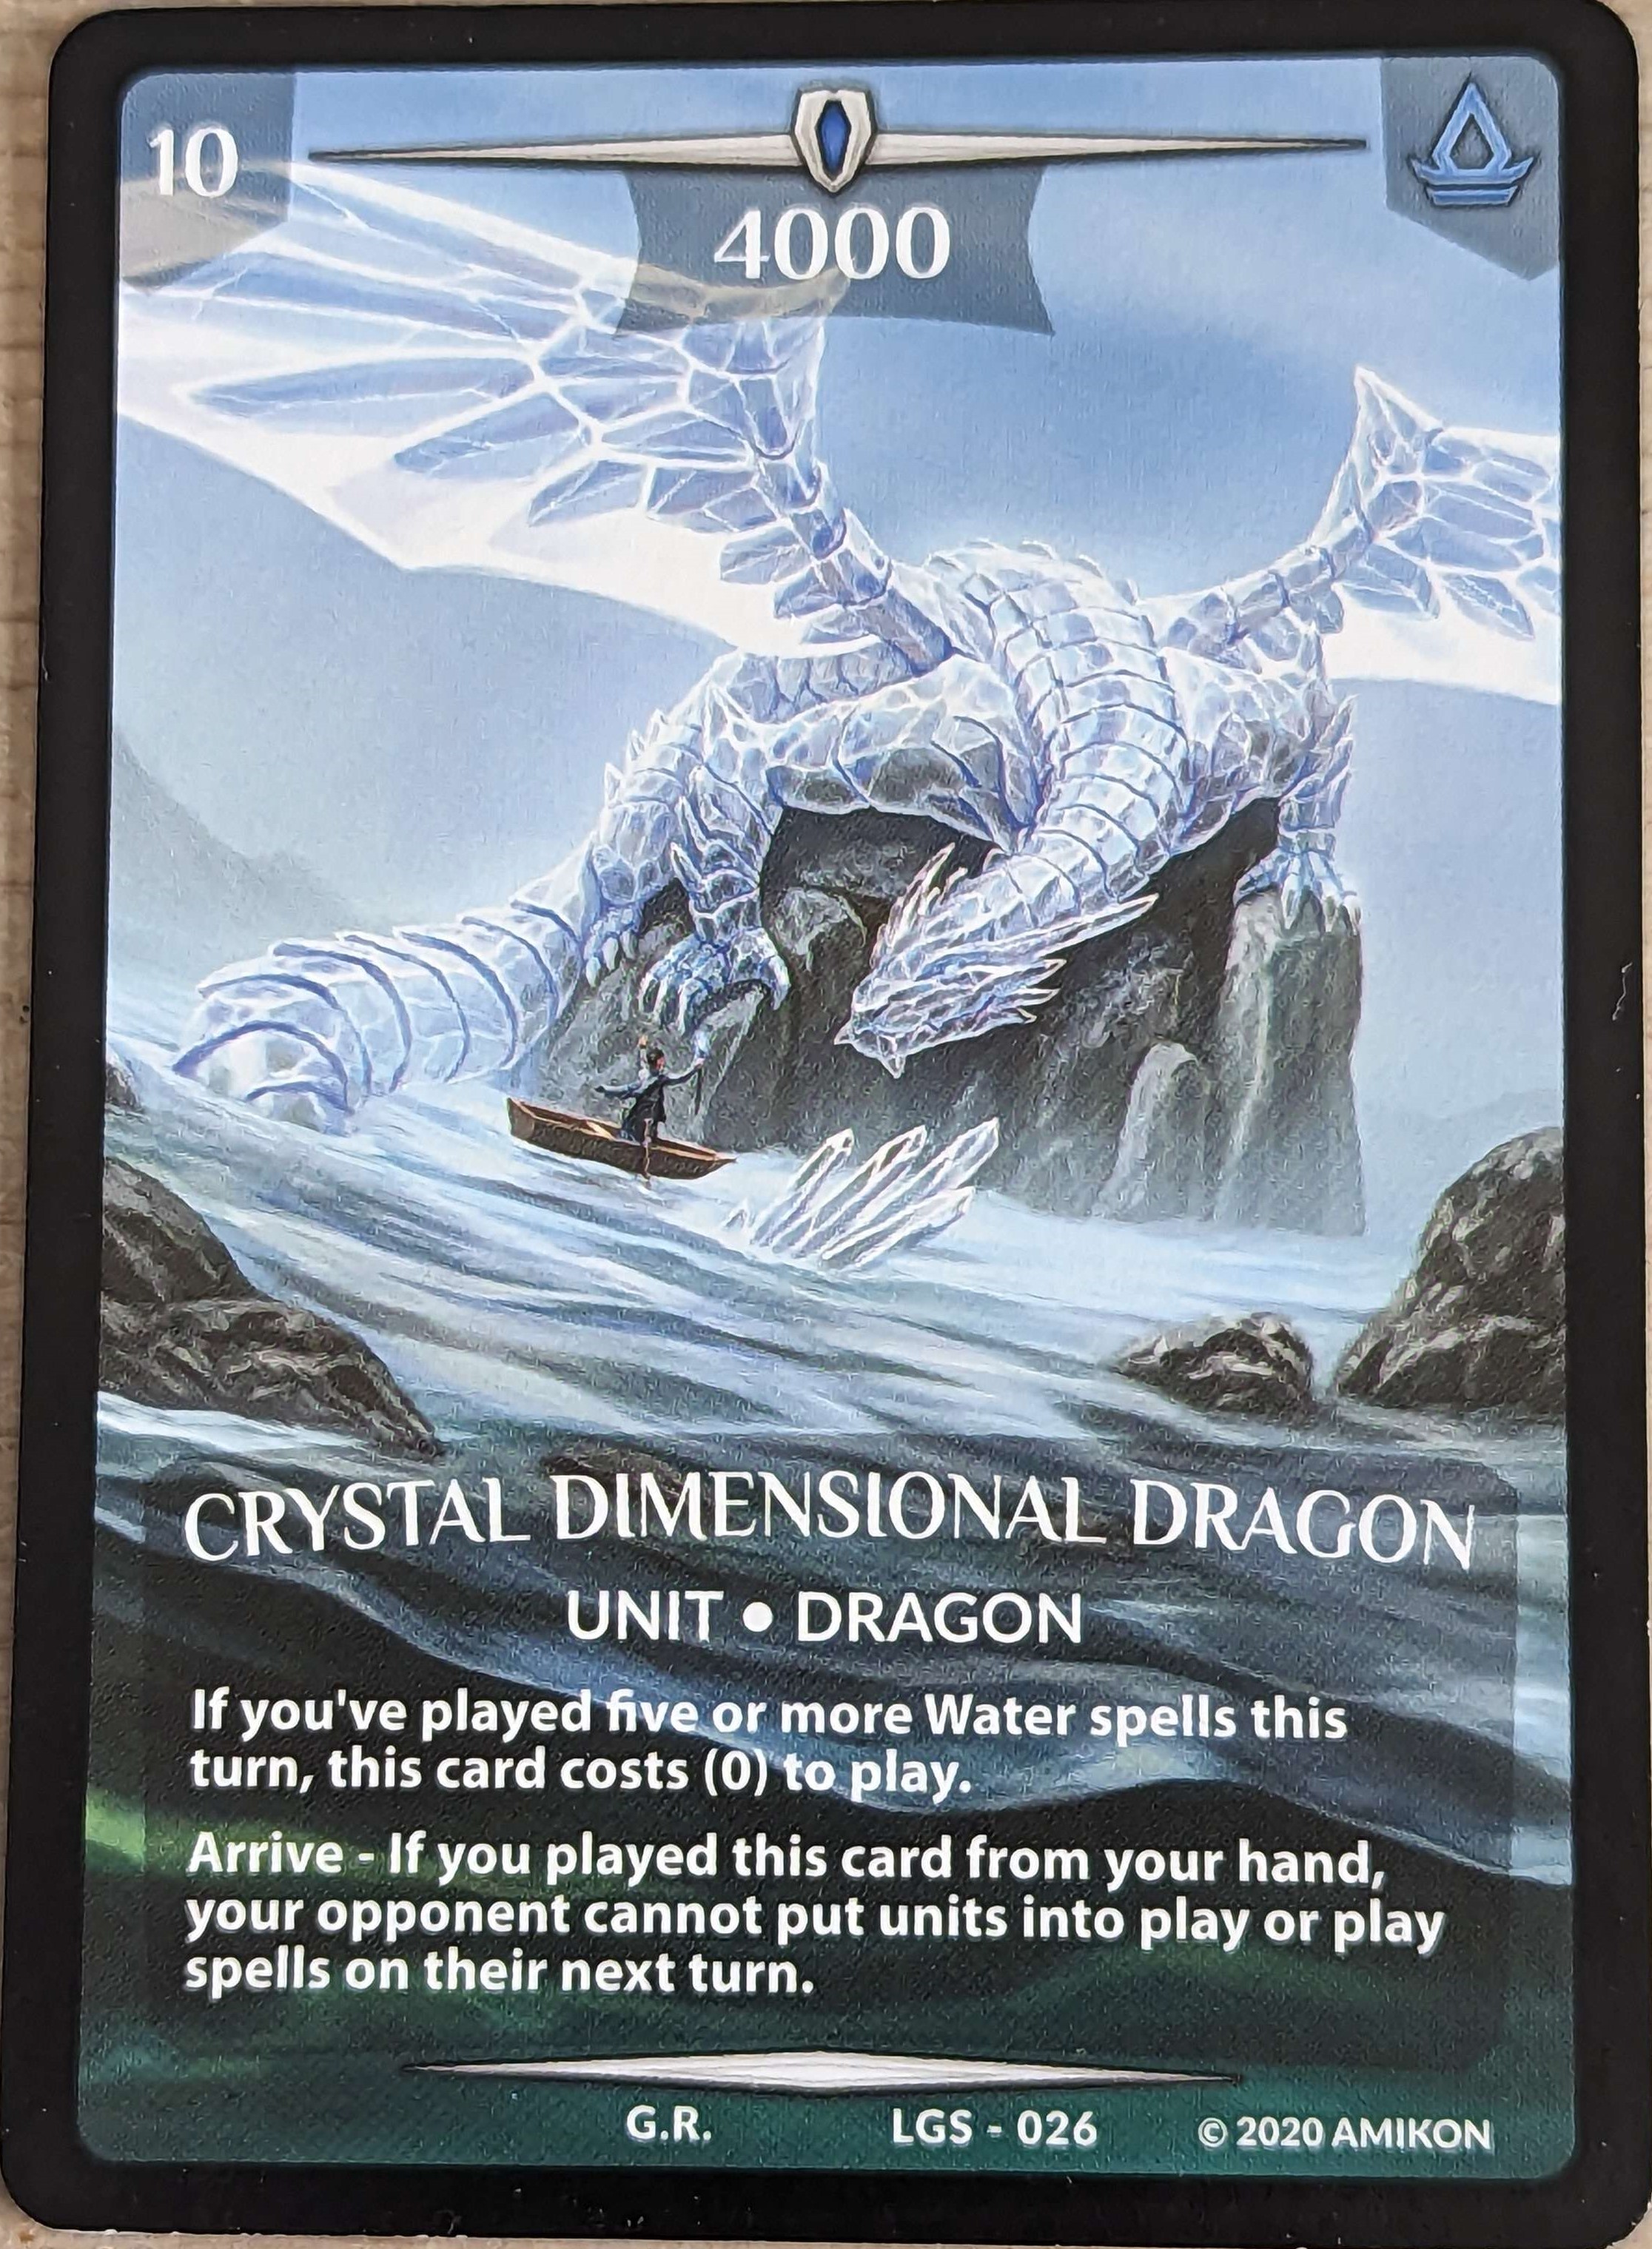 10
4000
CRYSTAL DIMENSIONAL DRAGON
UNIT • DRAGON
If you've played five or more Water spells this
turn, this card costs (0) to play.
Arrive - If you played this card from your hand,
your opponent cannot put units into play or play
spells on their next turn.
G.R. LGS - 026 © 2020 AMIKON